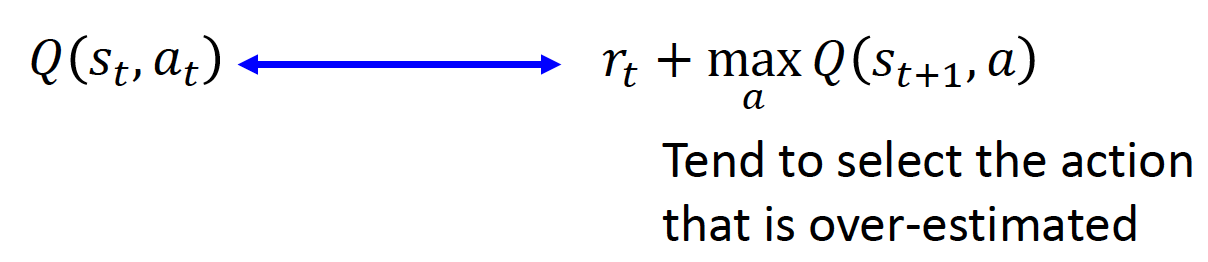 Q(s_t, a_t) ⟷ r_t + max_a Q(s_{t+1}, a)
Tend to select the action
that is over-estimated